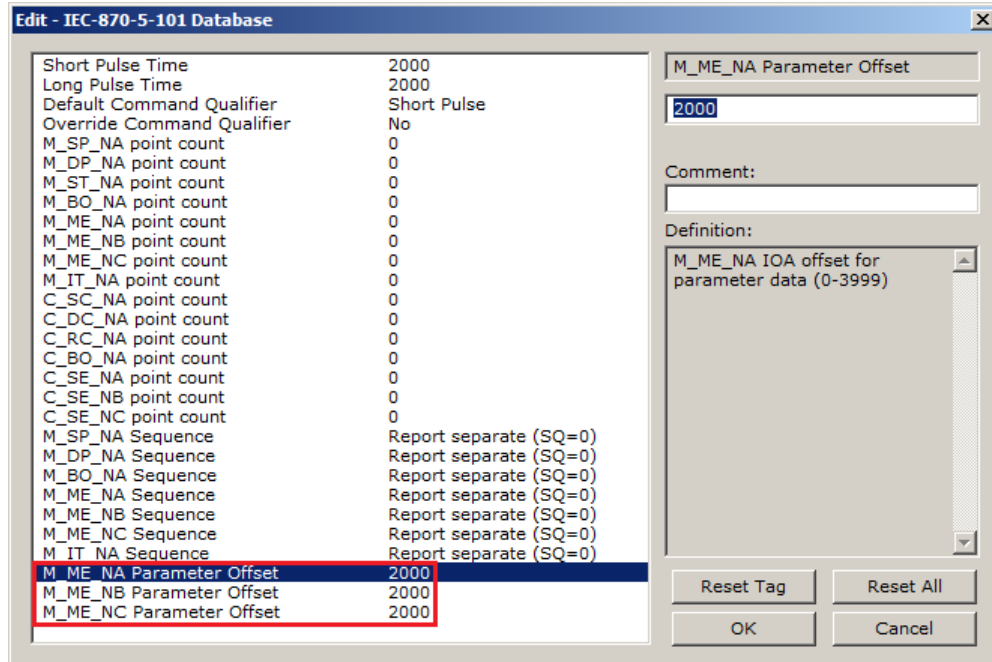 Edit - IEC-870-5-101 Database
Short Pulse Time 2000
Long Pulse Time 2000
Default Command Qualifier Short Pulse
Override Command Qualifier No
M_SP_NA point count 0
M_DP_NA point count 0
M_ST_NA point count 0
M_BO_NA point count 0
M_ME_NA point count 0
M_ME_NB point count 0
M_ME_NC point count 0
M_IT_NA point count 0
C_SC_NA point count 0
C_DC_NA point count 0
C_RC_NA point count 0
C_BO_NA point count 0
C_SE_NA point count 0
C_SE_NB point count 0
C_SE_NC point count 0
M_SP_NA Sequence Report separate (SQ=0)
M_DP_NA Sequence Report separate (SQ=0)
M_BO_NA Sequence Report separate (SQ=0)
M_ME_NA Sequence Report separate (SQ=0)
M_ME_NB Sequence Report separate (SQ=0)
M_ME_NC Sequence Report separate (SQ=0)
M_IT_NA Sequence Report separate (SQ=0)
M_ME_NA Parameter Offset 2000
M_ME_NB Parameter Offset 2000
M_ME_NC Parameter Offset 2000
M_ME_NA Parameter Offset
2000
Comment:
Definition:
M_ME_NA IOA offset for
parameter data (0-3999)
Reset Tag Reset All
OK Cancel